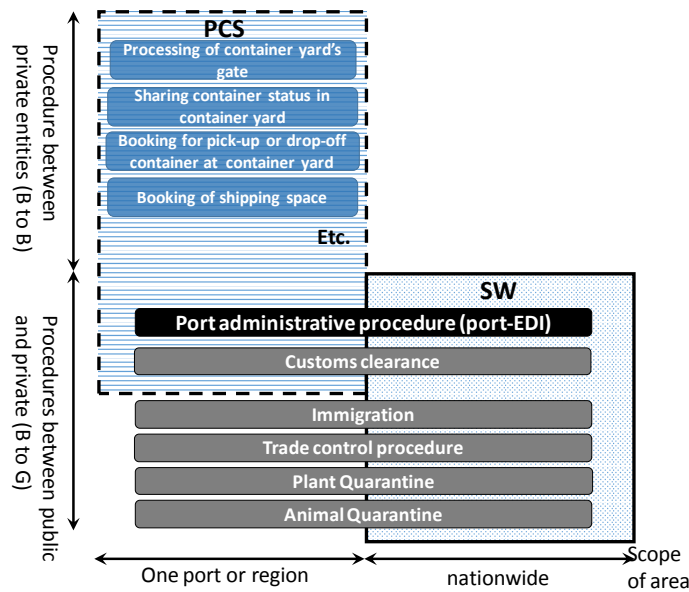 PCS
Procedure between
private entities (B to B)
Processing of container yard's
gate
Sharing container status in
container yard
Booking for pick-up or drop-off
container at container yard
Booking of shipping space
Etc.
SW
Procedures between public
and private (B to G)
Port administrative procedure (port-EDI)
Customs clearance
Immigration
Trade control procedure
Plant Quarantine
Animal Quarantine
One port or region
nationwide
Scope
of area